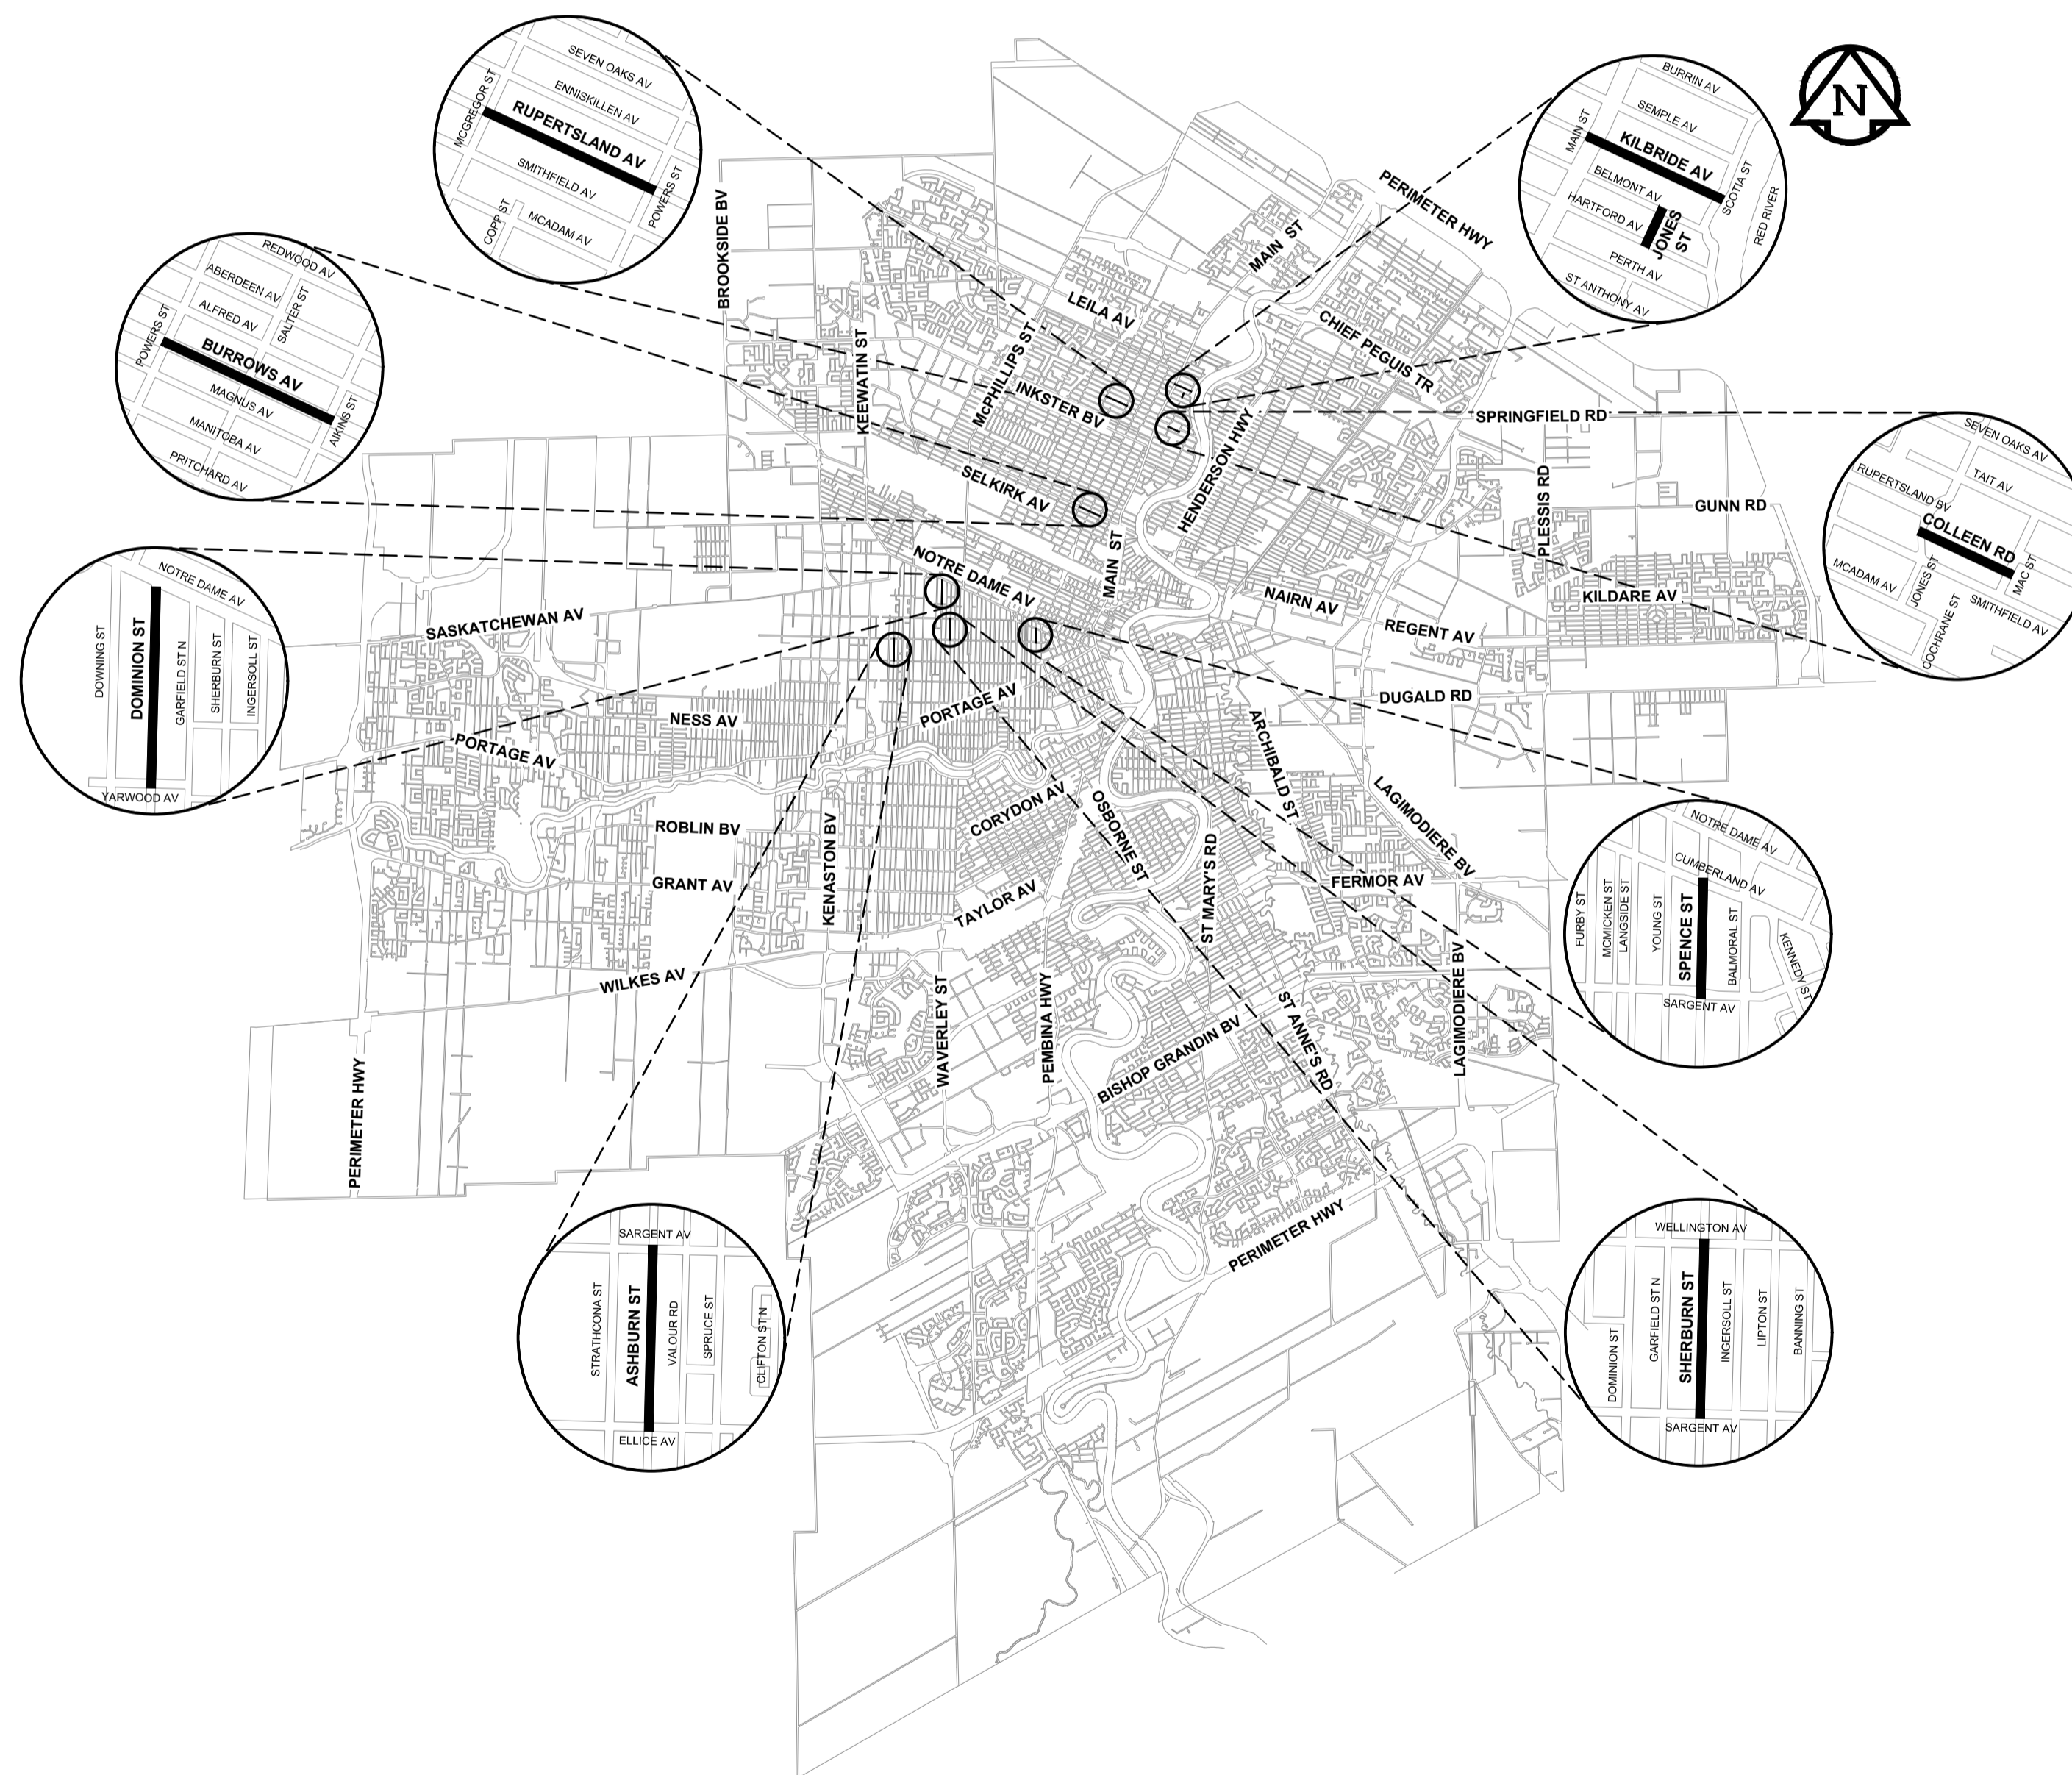 SEVEN OAKS AV
ENNISKILLEN AV
MCGREGOR ST
RUPERTSLAND AV
SMITHFIELD AV
POWERS ST
COPP ST
MCADAM AV
BURRIN AV
SEMPLE AV
MAIN ST
KILBRIDE AV
BELMONT AV
SCOTIA ST
HARTFORD AV
JONES
ST
RED RIVER
PERTH AV
ST ANTHONY AV
N
REDWOOD AV
ABERDEEN AV
SALTER ST
ALFRED AV
POWERS ST
BURROWS AV
MAGNUS AV
AIKINS ST
MANITOBA AV
PRITCHARD AV
BROOKSIDE BV
PERIMETER HWY
MAIN ST
LEILA AV
CHIEF PEGUIS TR
KEEWATIN ST
McPHILLIPS ST
INKSTER BV
SPRINGFIELD RD
HENDERSON HWY
SELKIRK AV
PLESSIS RD
GUNN RD
SEVEN OAKS AV
TAIT AV
RUPERTSLAND BV
COLLEEN RD
MCADAM AV
JONES ST
MAC ST
COCHRANE ST
SMITHFIELD AV
NOTRE DAME AV
MAIN ST
NAIRN AV
KILDARE AV
REGENT AV
SASKATCHEWAN AV
NOTRE DAME AV
DOWNING ST
DOMINION ST
GARFIELD ST N
SHERBURN ST
INGERSOLL ST
YARWOOD AV
DUGALD RD
NESS AV
PORTAGE AV
PORTAGE AV
ARCHIBALD ST
LAGIMODIERE BV
CORYDON AV
OSBORNE ST
ROBLIN BV
KENASTON BV
GRANT AV
TAYLOR AV
ST MARY'S RD
FERMOR AV
NOTRE DAME AV
CUMBERLAND AV
FURBY ST
MCMICKEN ST
LANGSIDE ST
YOUNG ST
SPENCE ST
BALMORAL ST
KENNEDY ST
SARGENT AV
WILKES AV
WAVERLEY ST
PEMBINA HWY
BISHOP GRANDIN BV
ST ANNE'S RD
LAGIMODIERE BV
PERIMETER HWY
PERIMETER HWY
SARGENT AV
STRATHCONA ST
ASHBURN ST
VALOUR RD
SPRUCE ST
CLIFTON ST N
ELLICE AV
WELLINGTON AV
DOMINION ST
GARFIELD ST N
SHERBURN ST
INGERSOLL ST
LIPTON ST
BANNING ST
SARGENT AV